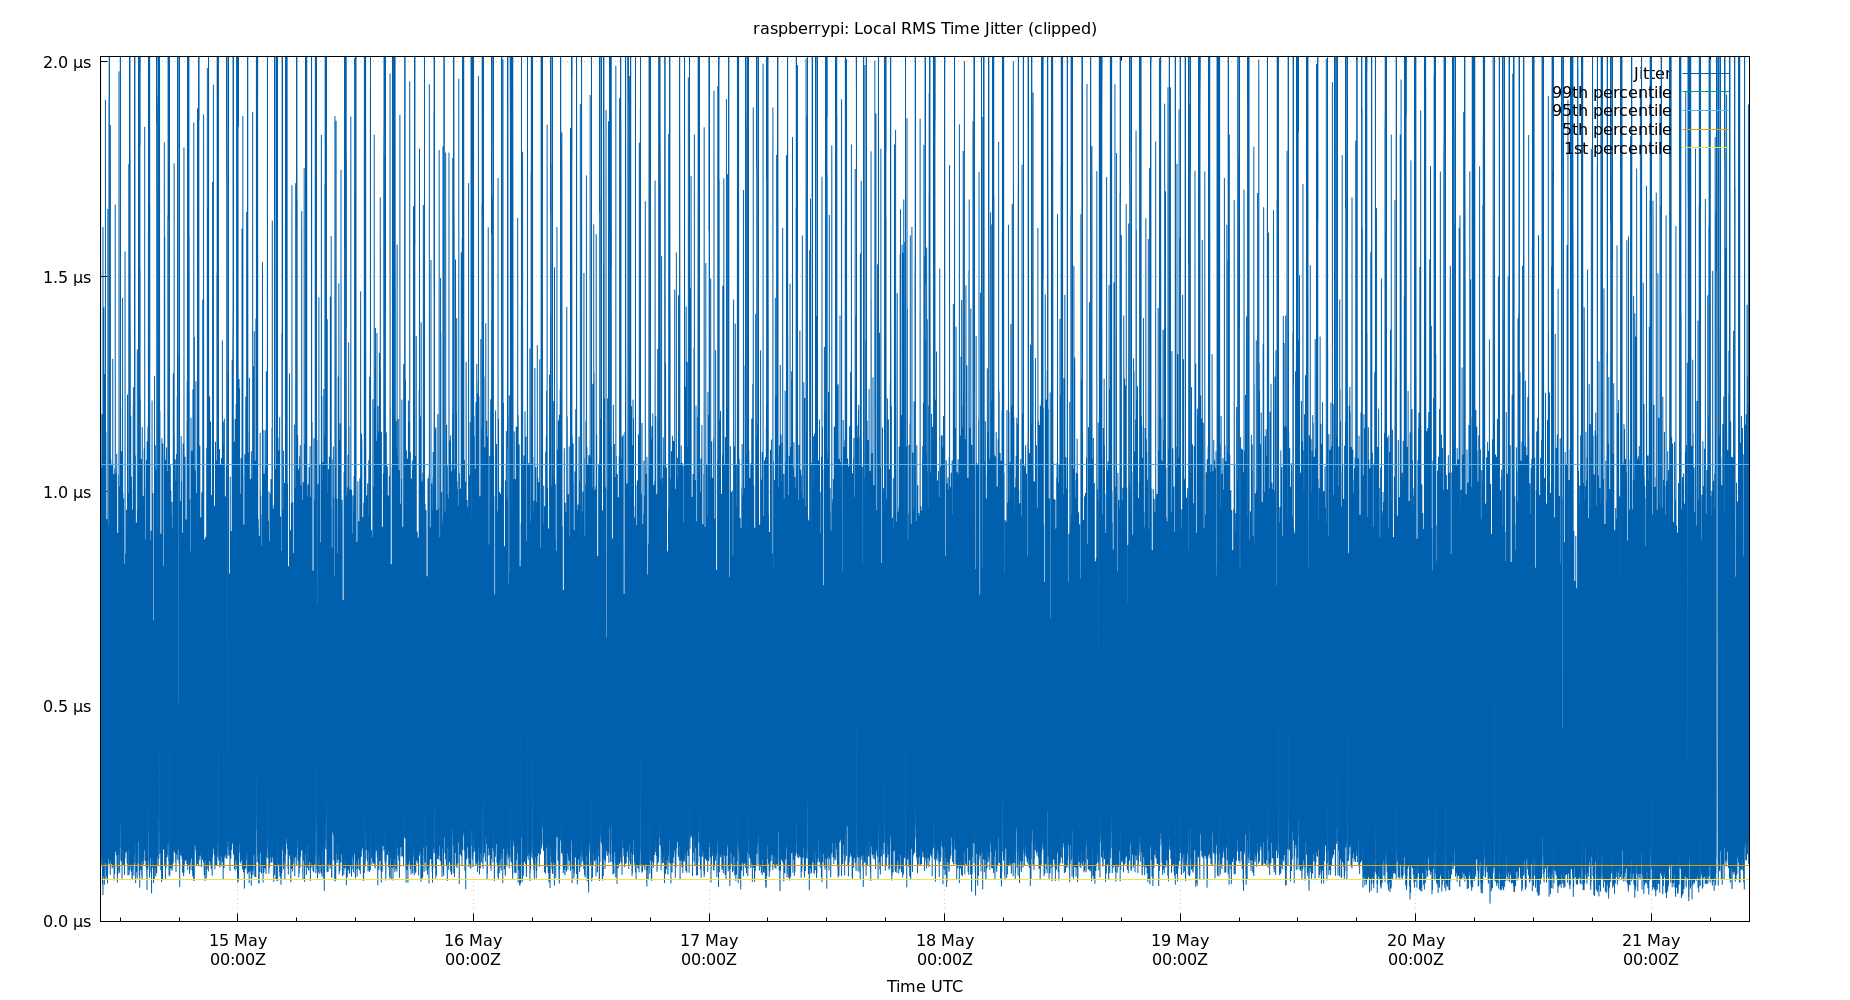 raspberrypi: Local RMS Time Jitter (clipped)
2.0 μs
1.5 μs
1.0 μs
0.5 μs
0.0 μs
Jitter
99th percentile
95th percentile
5th percentile
1st percentile
15 May
00:00Z
16 May
00:00Z
17 May
00:00Z
18 May
00:00Z
19 May
00:00Z
20 May
00:00Z
21 May
00:00Z
Time UTC